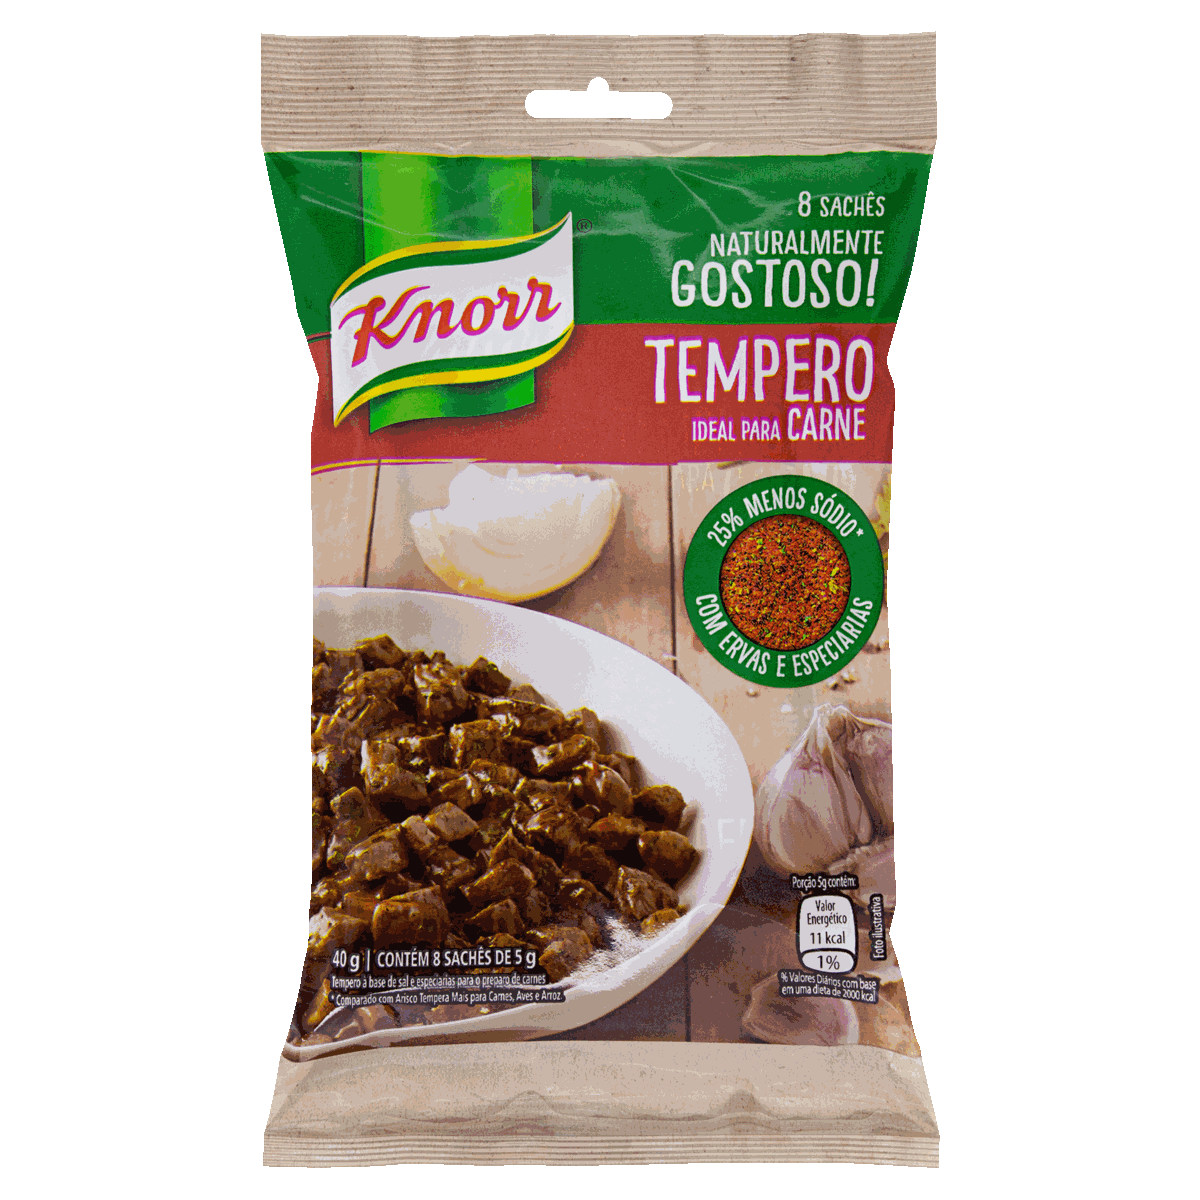 8 SACHÊS
NATURALMENTE
GOSTOSO!
Knorr®
TEMPERO
IDEAL PARA CARNE
25% MENOS SÓDIO*
COM ERVAS E ESPECIARIAS
Porção 5g contém:
Valor
Energético
11 kcal
1%
Foto ilustrativa
% Valores Diários com base
em uma dieta de 2000 kcal
40 g | CONTÉM 8 SACHÊS DE 5 g
Tempero à base de sal e especiarias para o preparo de carnes
* Comparado com Arisco Tempera Mais para Carnes, Aves e Arroz.